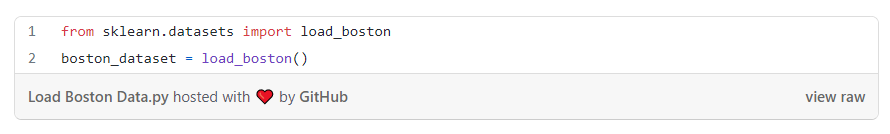 1 from sklearn.datasets import load_boston
2 boston_dataset = load_boston()
Load Boston Data.py hosted with ❤ by GitHub view raw